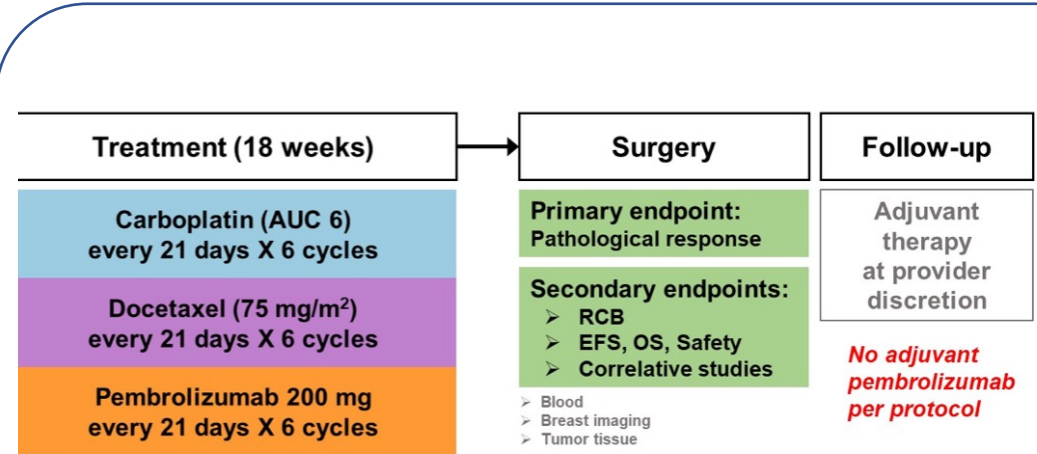 Treatment (18 weeks)
Carboplatin (AUC 6)
every 21 days X 6 cycles
Docetaxel (75 mg/m²)
every 21 days X 6 cycles
Pembrolizumab 200 mg
every 21 days X 6 cycles
Surgery
Primary endpoint:
Pathological response
Secondary endpoints:
➢ RCB
➢ EFS, OS, Safety
➢ Correlative studies
➢ Blood
➢ Breast imaging
➢ Tumor tissue
Follow-up
Adjuvant
therapy
at provider
discretion
No adjuvant
pembrolizumab
per protocol